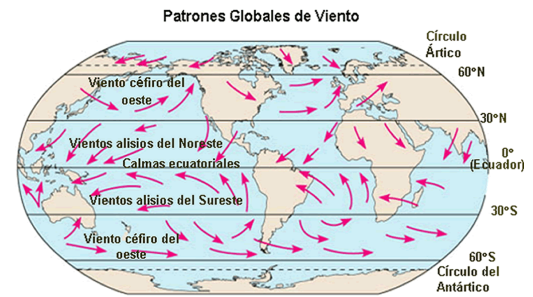 Patrones Globales de Viento
Círculo
Ártico
60°N
Viento céfiro del
oeste
30°N
Vientos alisios del Noreste
0°
(Ecuador)
Calmas ecuatoriales
Vientos alisios del Sureste
30°S
Viento céfiro del
oeste
60°S
Círculo del
Antártico